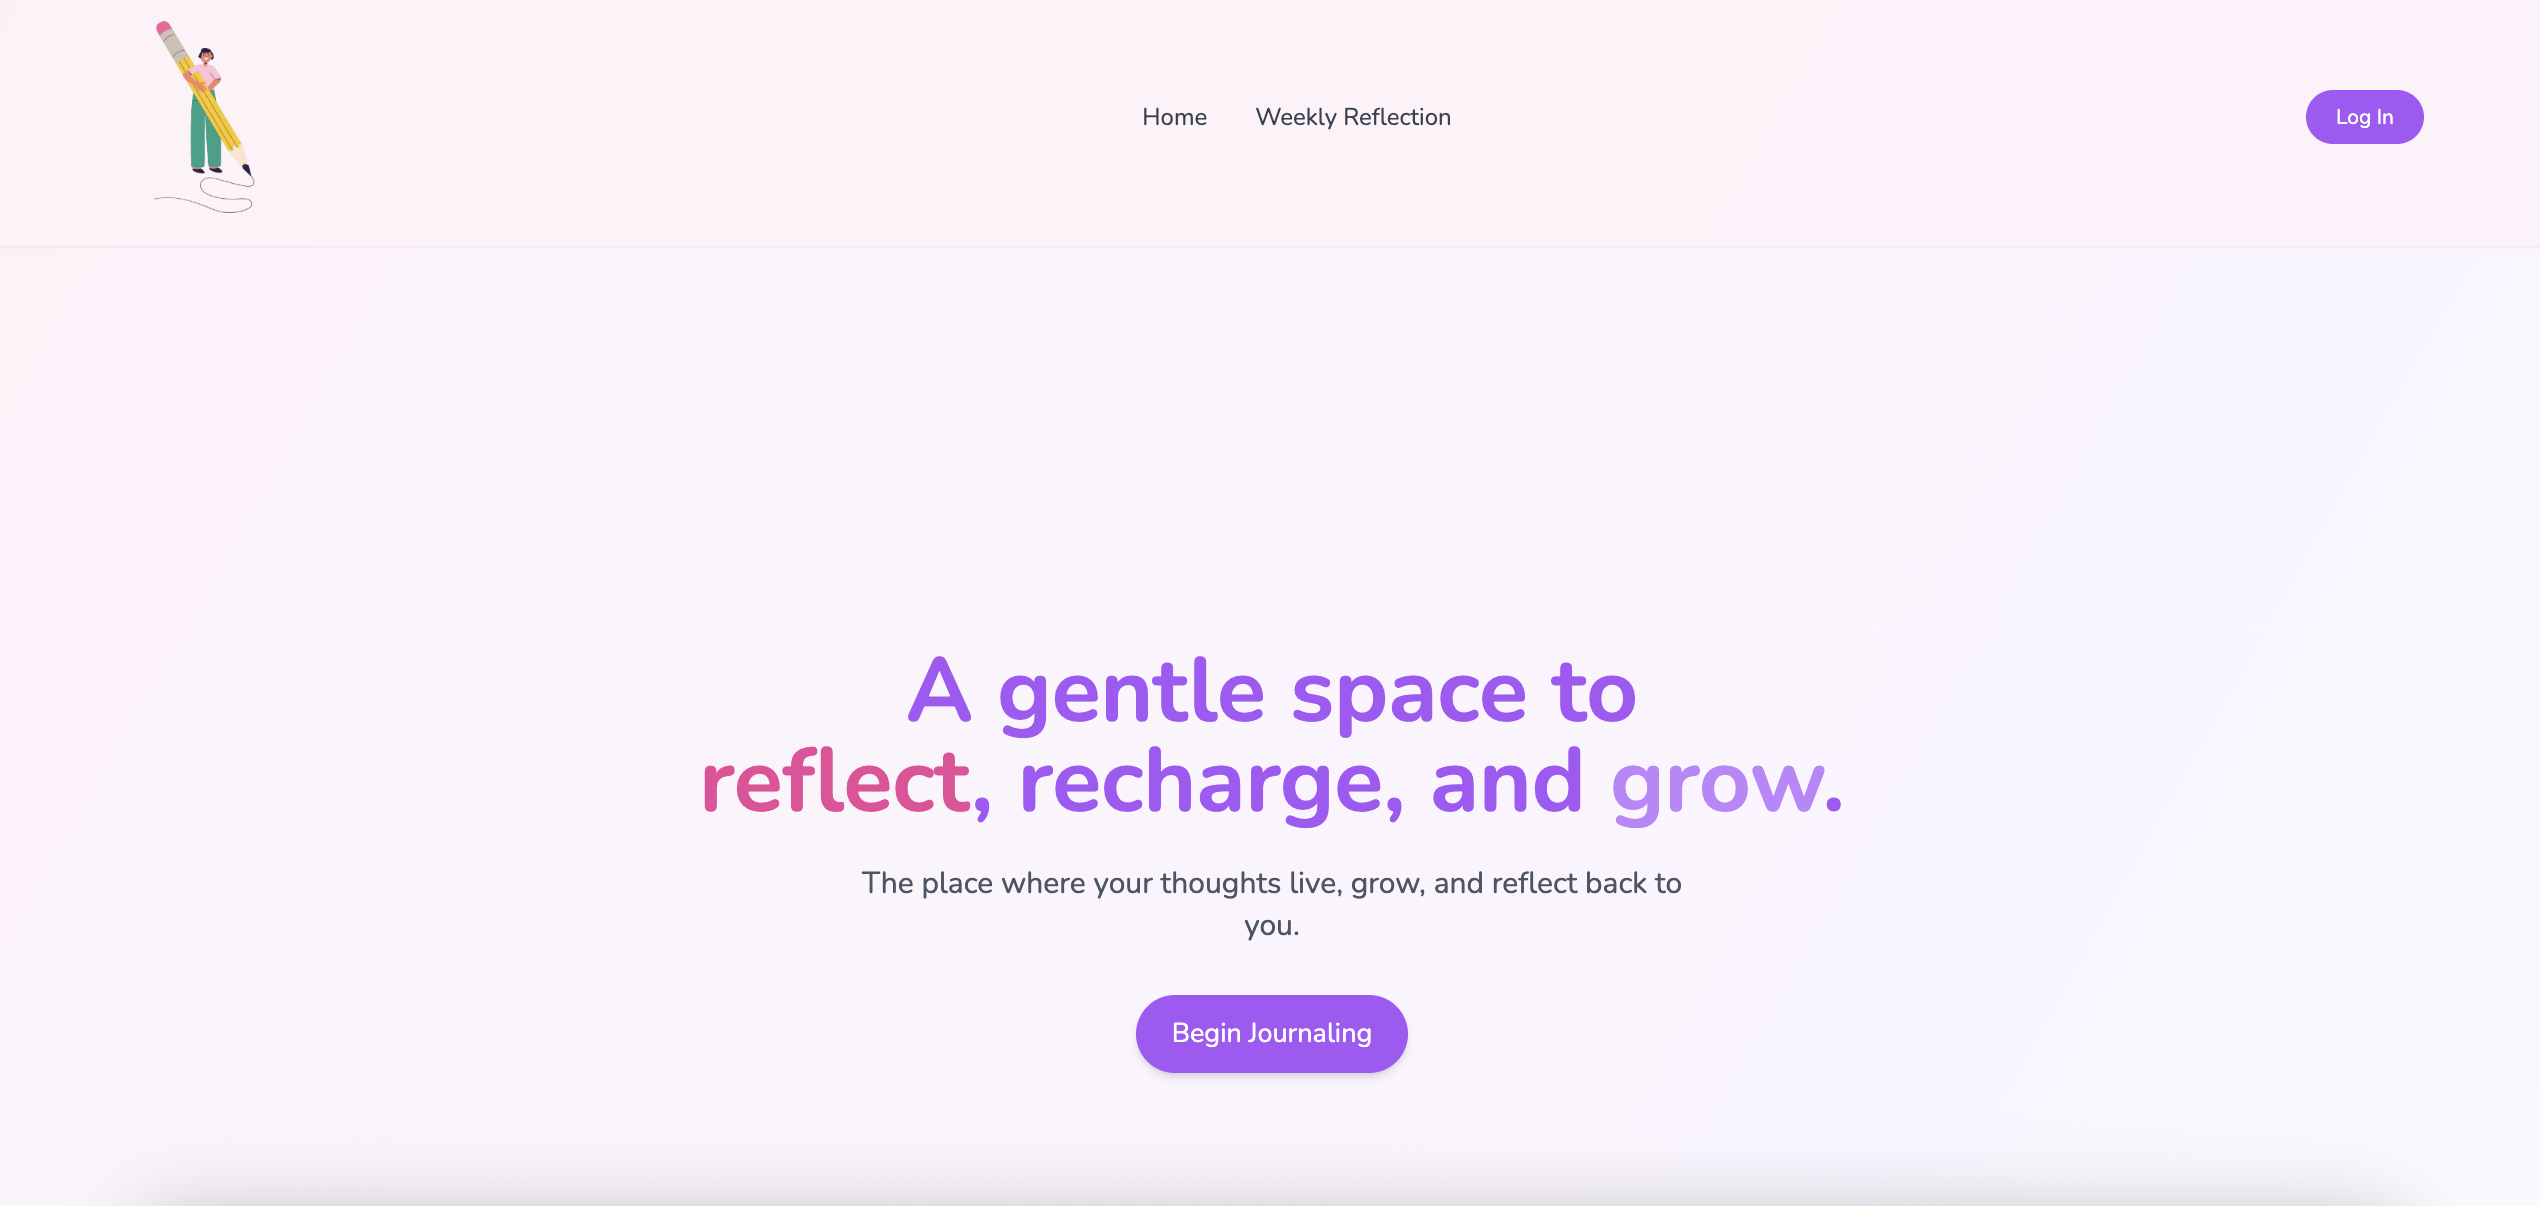 Home
Weekly Reflection
Log In
A gentle space to
reflect, recharge, and grow.
The place where your thoughts live, grow, and reflect back to
you.
Begin Journaling